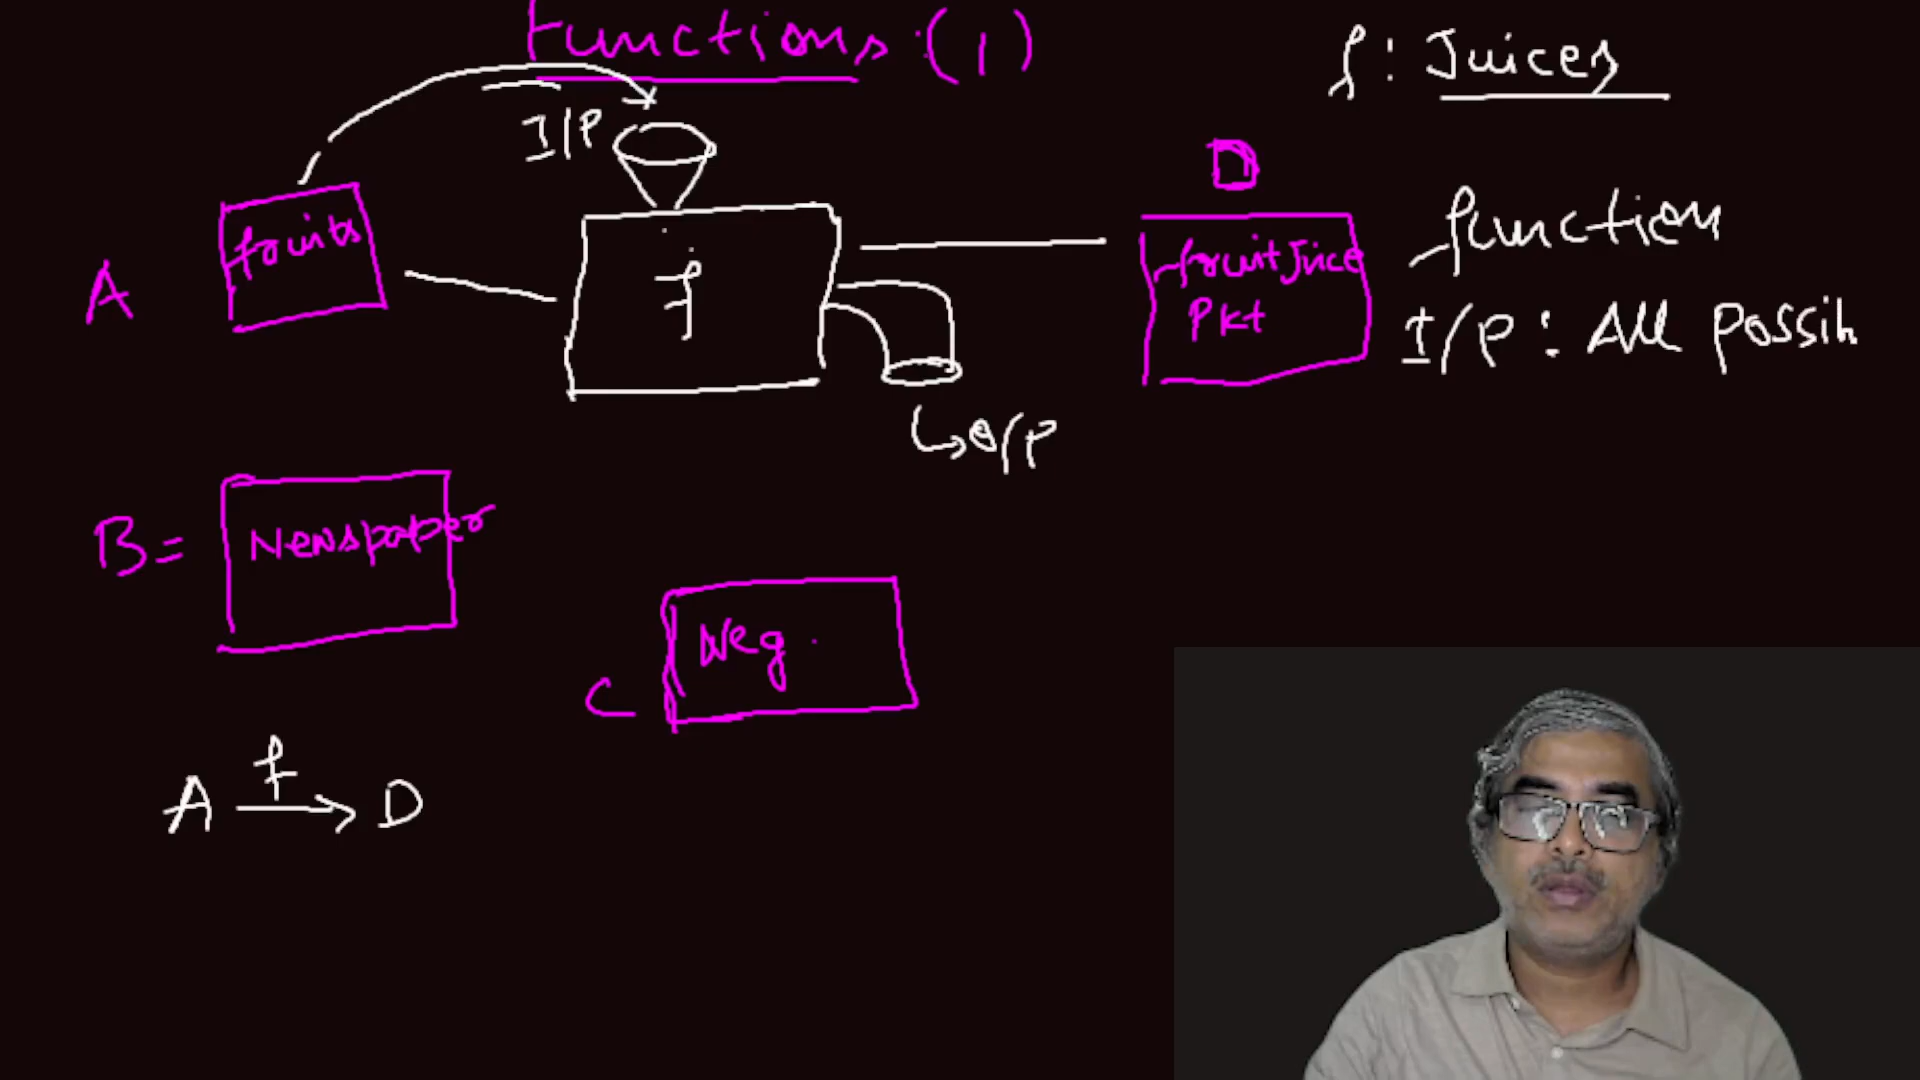 Functions : (1)
f : Juices
I/P
D
A
fruits
f
fruit Juice
Pkt
function
I/P : All Possib
O/P
B =
Newspaper
C
Veg.
f
A → D